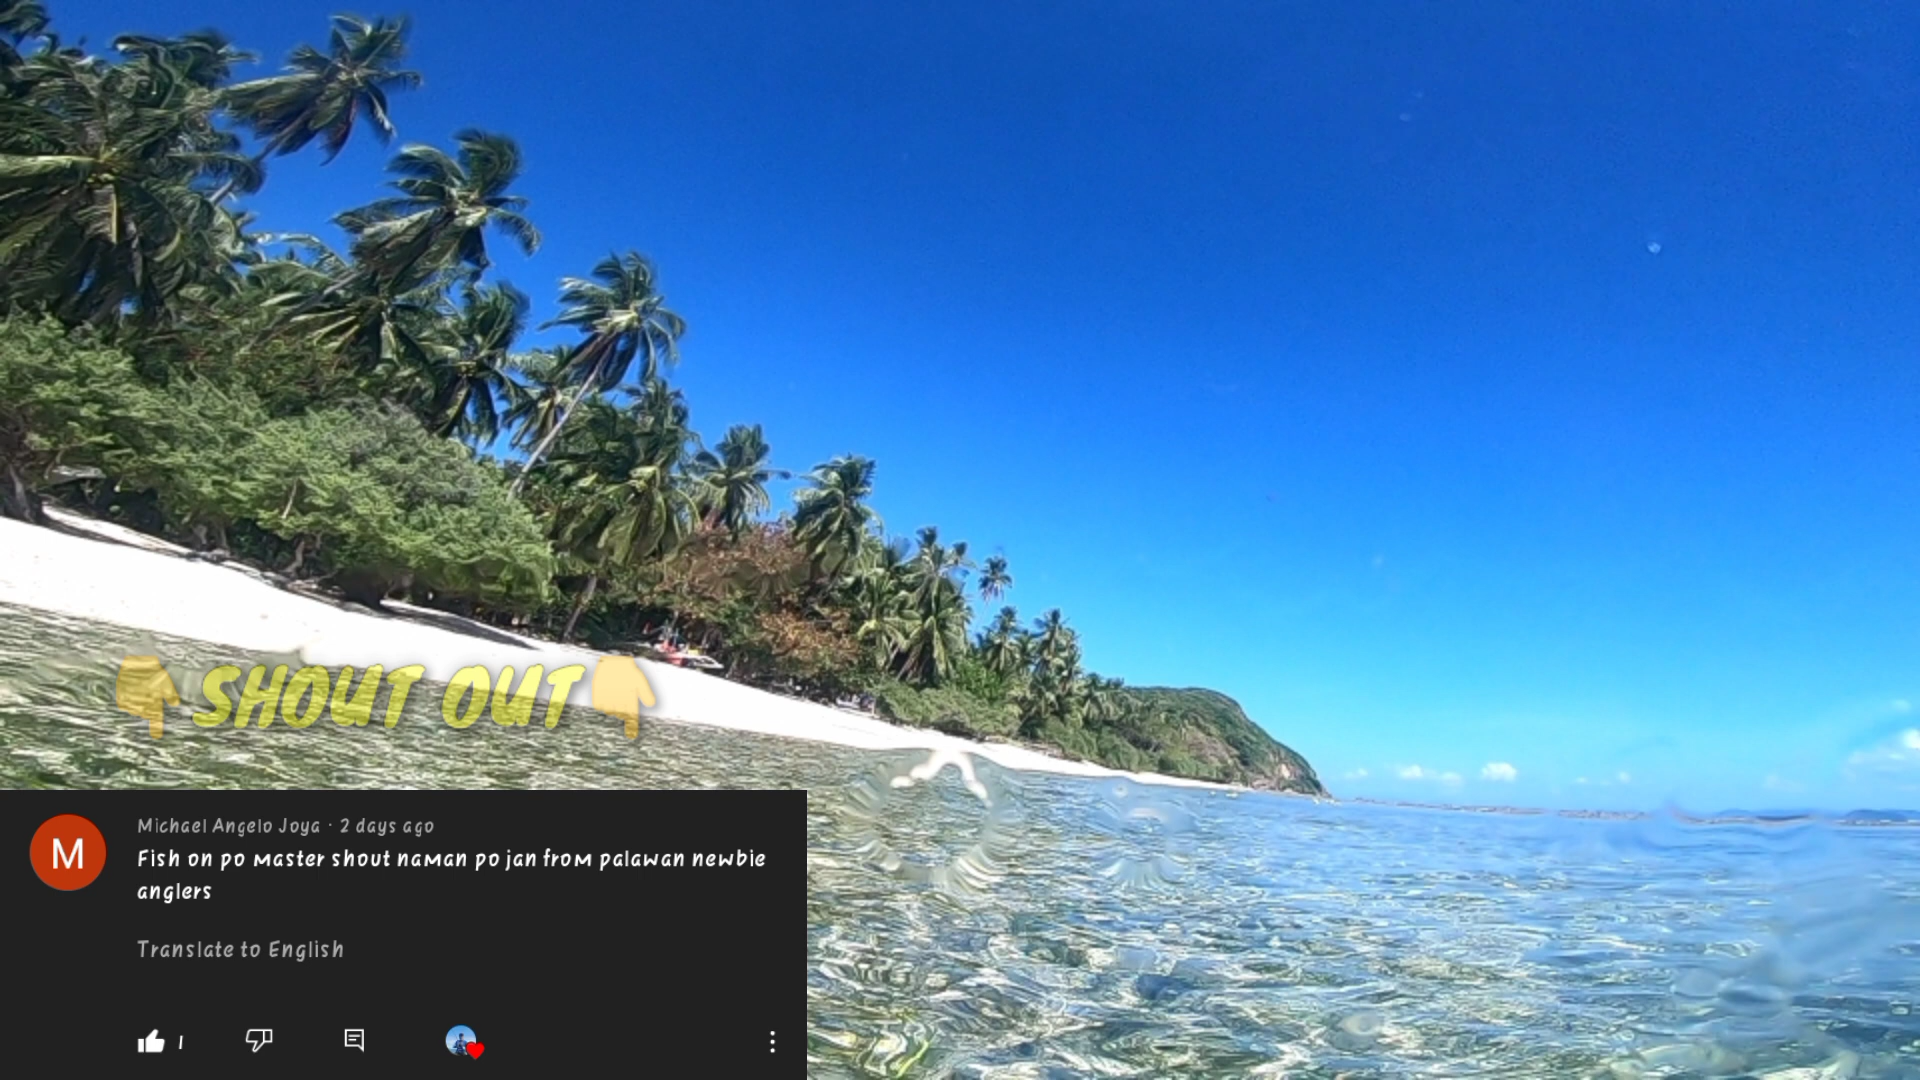 👇SHOUT OUT👇
M
Michael Angelo Joya · 2 days ago
Fish on po master shout naman po jan from palawan newbie
anglers
Translate to English
1